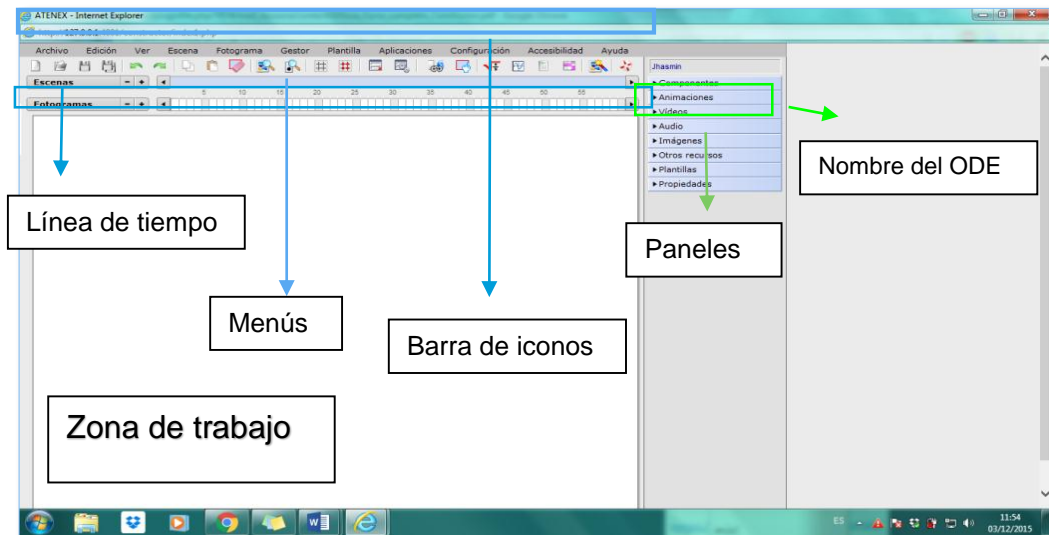 ATENEX - Internet Explorer
Archivo Edición Ver Escena Fotograma Gestor Plantilla Aplicaciones Configuración Accesibilidad Ayuda
Jhasmin
Escenas - +
5 10 15 20 25 30 35 40 45 50 55
Fotogramas - +
Componentes
Animaciones
Vídeos
Audio
Imágenes
Otros recursos
Plantillas
Propiedades
Nombre del ODE
Línea de tiempo
Paneles
Menús
Barra de iconos
Zona de trabajo
ES
11:54
03/12/2015